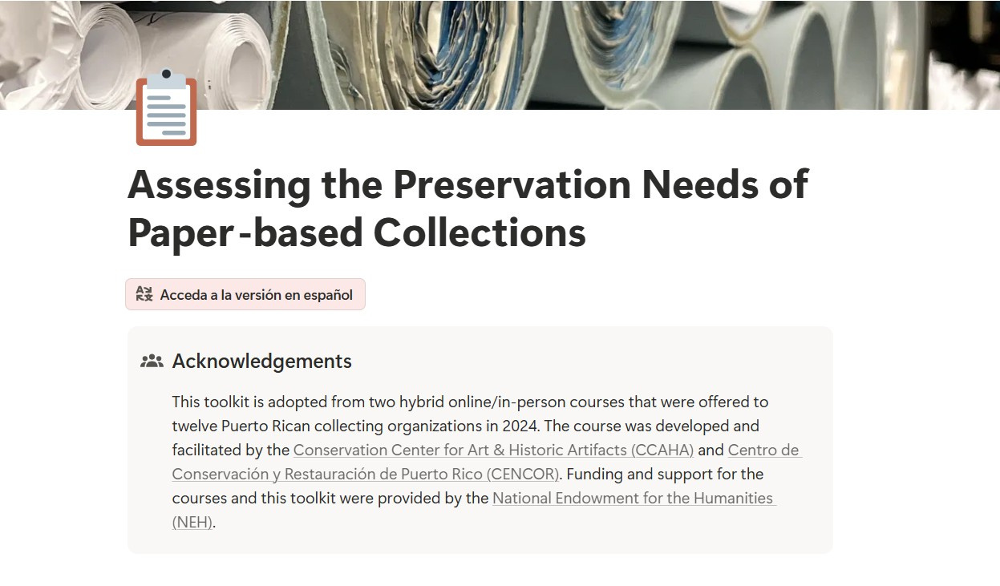 Assessing the Preservation Needs of
Paper-based Collections
Acceda a la versión en español
Acknowledgements
This toolkit is adopted from two hybrid online/in-person courses that were offered to
twelve Puerto Rican collecting organizations in 2024. The course was developed and
facilitated by the Conservation Center for Art & Historic Artifacts (CCAHA) and Centro de
Conservación y Restauración de Puerto Rico (CENCOR). Funding and support for the
courses and this toolkit were provided by the National Endowment for the Humanities
(NEH).